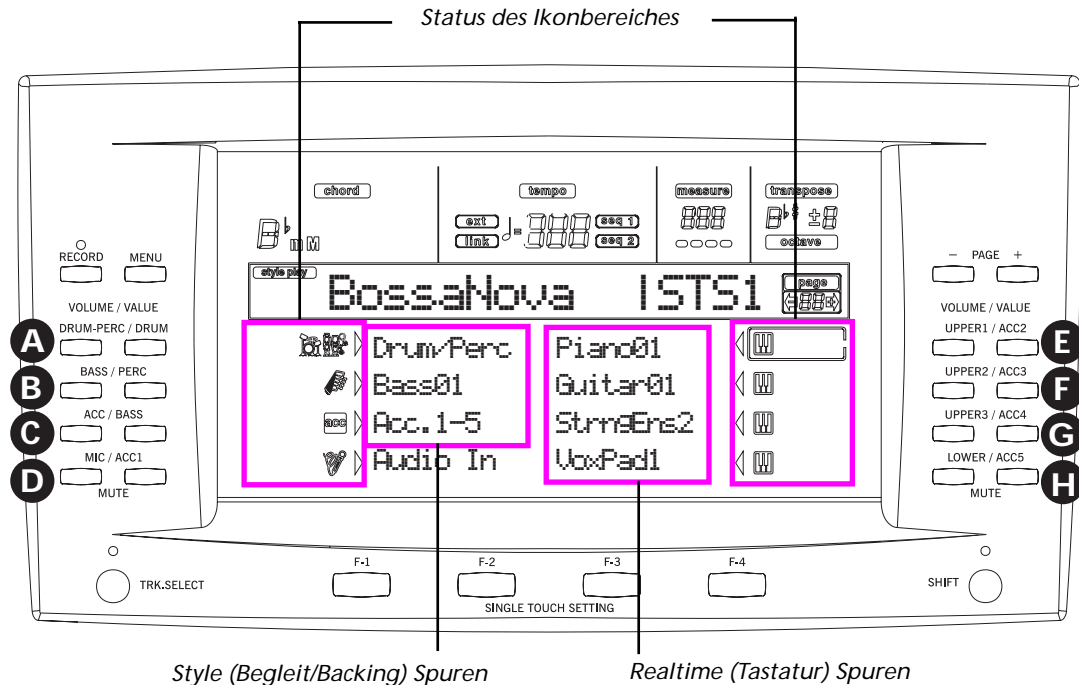 Status des Ikonbereiches
chord
tempo
measure
transpose
ext
link
seq 1
seq 2
octave
RECORD
MENU
- PAGE +
style play
BossaNova
STS1
page
VOLUME / VALUE
VOLUME / VALUE
A
DRUM-PERC / DRUM
Drum/Perc
Piano01
UPPER1 / ACC2
E
B
BASS / PERC
Bass01
Guitar01
UPPER2 / ACC3
F
C
ACC / BASS
acc
Acc.1-5
StrngEns2
UPPER3 / ACC4
G
D
MIC / ACC1
Audio In
VoxPad1
LOWER / ACC5
H
MUTE
MUTE
TRK.SELECT
F-1
F-2
F-3
F-4
SHIFT
SINGLE TOUCH SETTING
Style (Begleit/Backing) Spuren
Realtime (Tastatur) Spuren